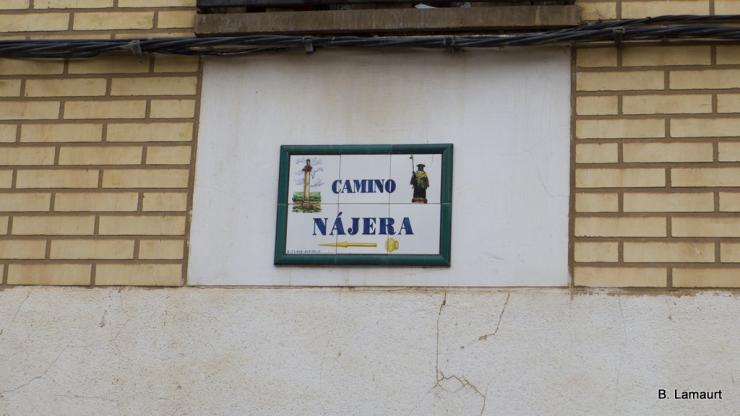 CAMINO
NÁJERA
B. Lamaurt